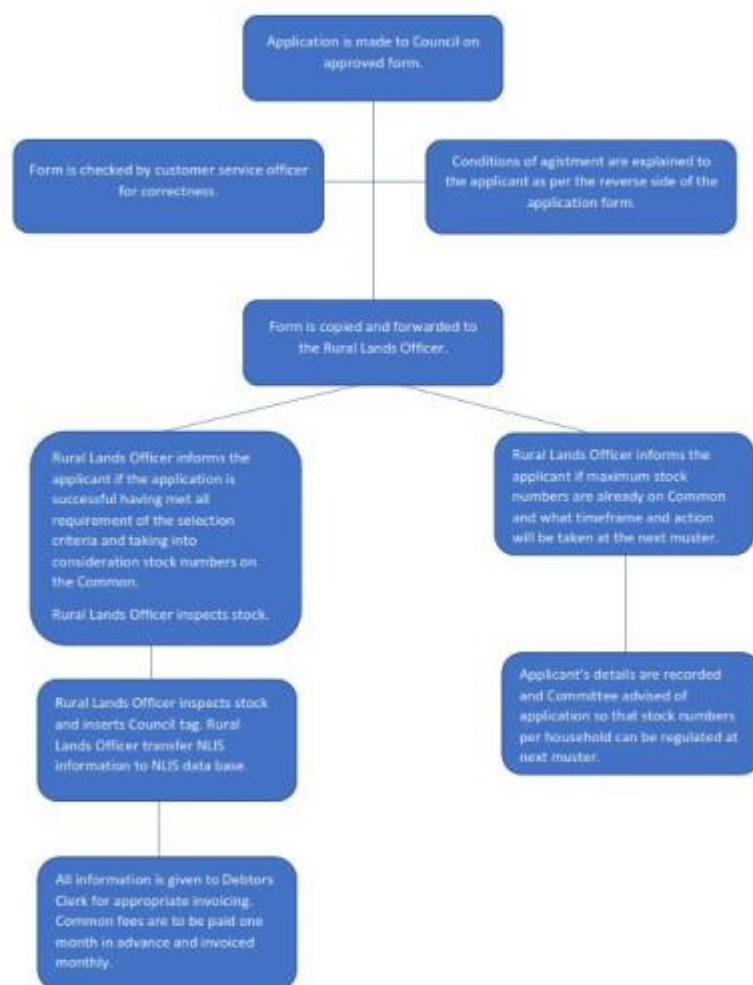 Application is made to Council on
approved form.
Form is checked by customer service officer
for correctness.
Conditions of agistment are explained to
the applicant as per the reverse side of the
application form.
Form is copied and forwarded to
the Rural Lands Officer.
Rural Lands Officer informs the
applicant if the application is
successful having met all
requirement of the selection
criteria and taking into
consideration stock numbers on
the Common.
Rural Lands Officer inspects stock.
Rural Lands Officer informs the
applicant if maximum stock
numbers are already on Common
and what timeframe and action
will be taken at the next muster.
Rural Lands Officer inspects stock
and inserts Council tag. Rural
Lands Officer transfer NLIS
information to NLIS data base.
Applicant's details are recorded
and Committee advised of
application so that stock numbers
per household can be regulated at
next muster.
All information is given to Debtors
Clerk for appropriate invoicing.
Common fees are to be paid one
month in advance and invoiced
monthly.